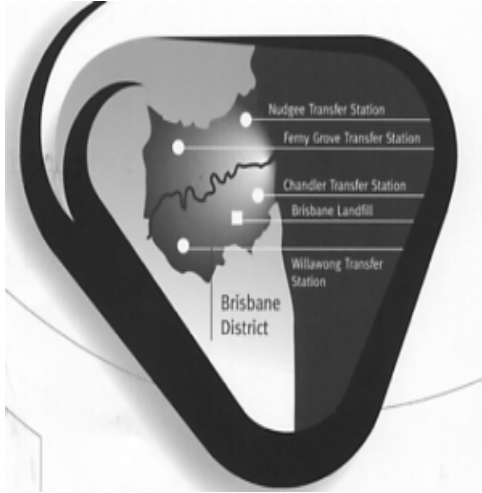 Nudgee Transfer Station
Ferny Grove Transfer Station
Chandler Transfer Station
Brisbane Landfill
Willawong Transfer
Station
Brisbane
District